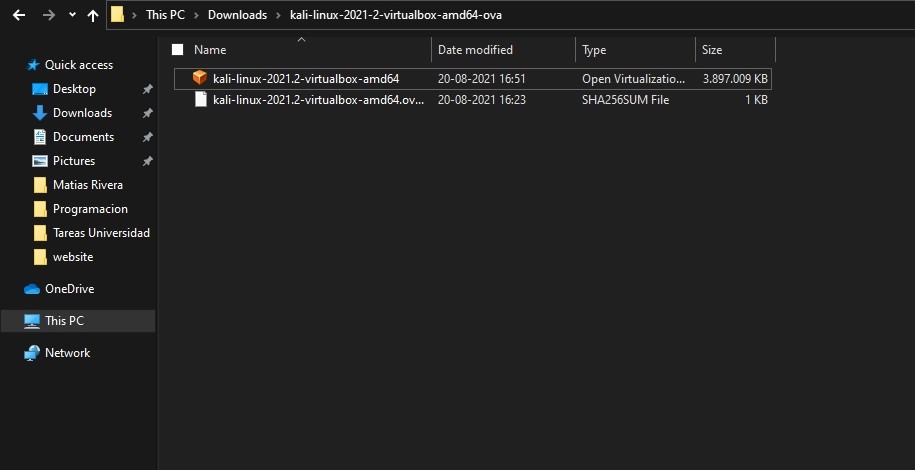 This PC > Downloads > kali-linux-2021-2-virtualbox-amd64-ova
Name Date modified Type Size
Quick access
Desktop
Downloads
Documents
Pictures
Matias Rivera
Programacion
Tareas Universidad
website
OneDrive
This PC
Network
kali-linux-2021.2-virtualbox-amd64 20-08-2021 16:51 Open Virtualizatio... 3.897.009 KB
kali-linux-2021.2-virtualbox-amd64.ov... 20-08-2021 16:23 SHA256SUM File 1 KB